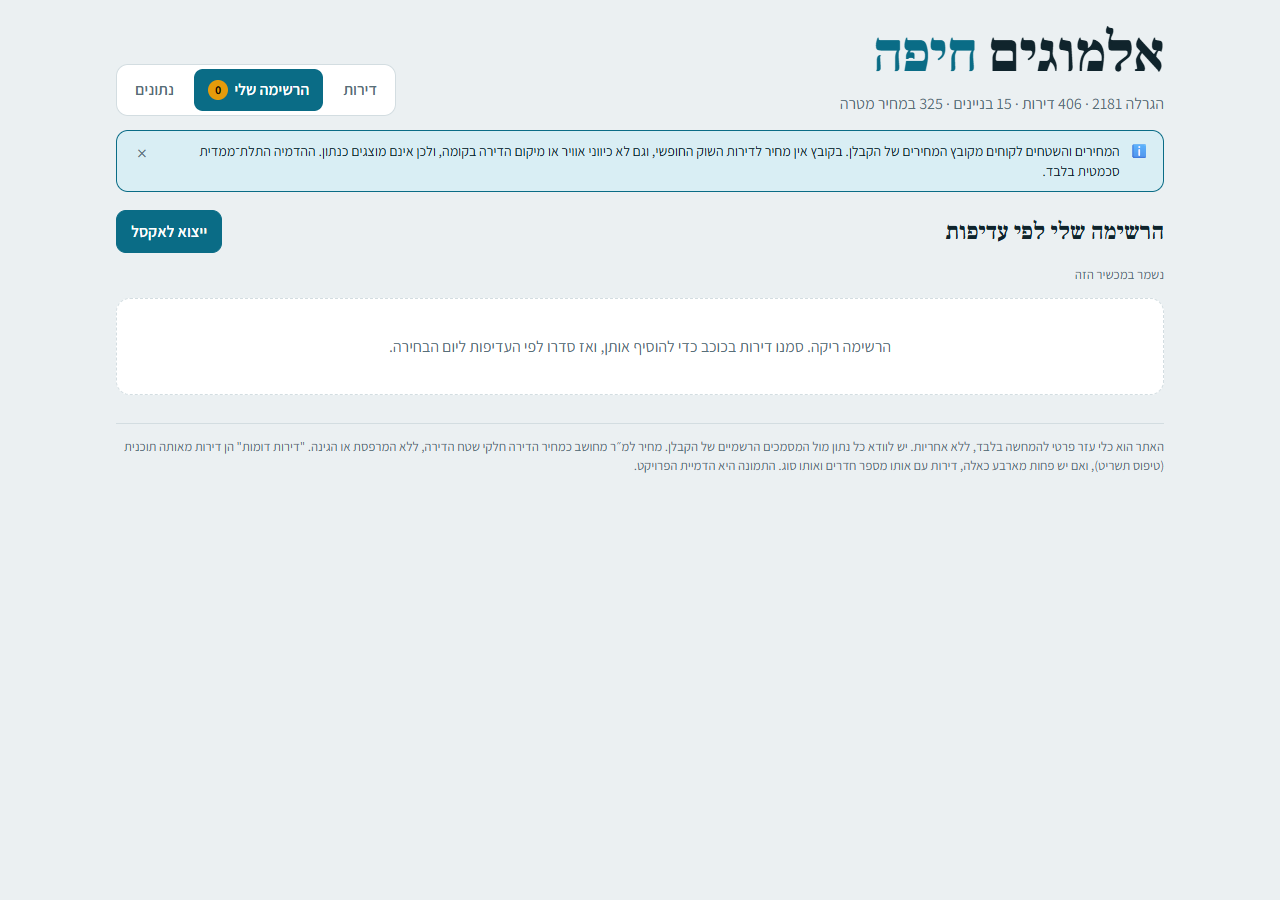 אלמוגים חיפה
הגרלה 2181 · 406 דירות · 15 בניינים · 325 במחיר מטרה
דירות
הרשימה שלי 0
נתונים
המחירים והשטחים לקוחים מקובץ המחירים של הקבלן. בקובץ אין מחיר לדירות השוק החופשי, וגם לא כיווני אוויר או מיקום הדירה בקומה, ולכן אינם מוצגים כנתון. ההדמיה התלת־ממדית
סכמטית בלבד.
×
הרשימה שלי לפי עדיפות
ייצוא לאקסל
נשמר במכשיר הזה
הרשימה ריקה. סמנו דירות בכוכב כדי להוסיף אותן, ואז סדרו לפי העדיפות ליום הבחירה.
האתר הוא כלי עזר פרטי להמחשה בלבד, ללא אחריות. יש לוודא כל נתון מול המסמכים הרשמיים של הקבלן. מחיר למ״ר מחושב כמחיר הדירה חלקי שטח הדירה, ללא המרפסת או הגינה. "דירות דומות" הן דירות מאותה תוכנית
(טיפוס תשריט), ואם יש פחות מארבע כאלה, דירות עם אותו מספר חדרים ואותו סוג. התמונה היא הדמיית הפרויקט.